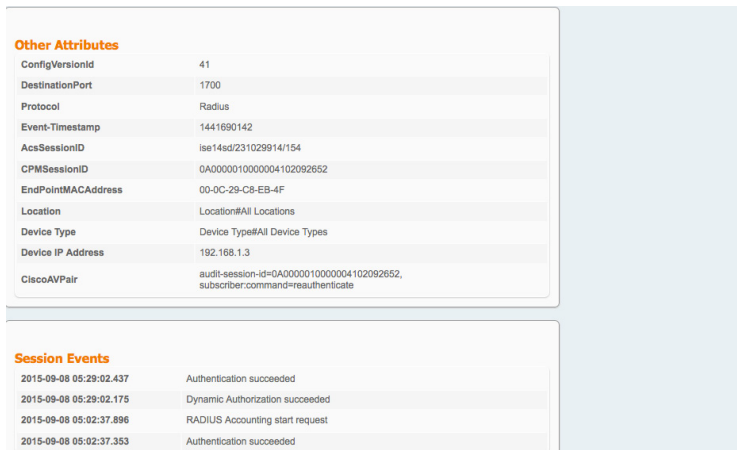 Other Attributes
ConfigVersionId 41
DestinationPort 1700
Protocol Radius
Event-Timestamp 1441690142
AcsSessionID ise14sd/231029914/154
CPMSessionID 0A0000010000004102092652
EndPointMACAddress 00-0C-29-C8-EB-4F
Location Location#All Locations
Device Type Device Type#All Device Types
Device IP Address 192.168.1.3
CiscoAVPair audit-session-id=0A0000010000004102092652,
subscriber:command=reauthenticate
Session Events
2015-09-08 05:29:02.437 Authentication succeeded
2015-09-08 05:29:02.175 Dynamic Authorization succeeded
2015-09-08 05:02:37.896 RADIUS Accounting start request
2015-09-08 05:02:37.353 Authentication succeeded